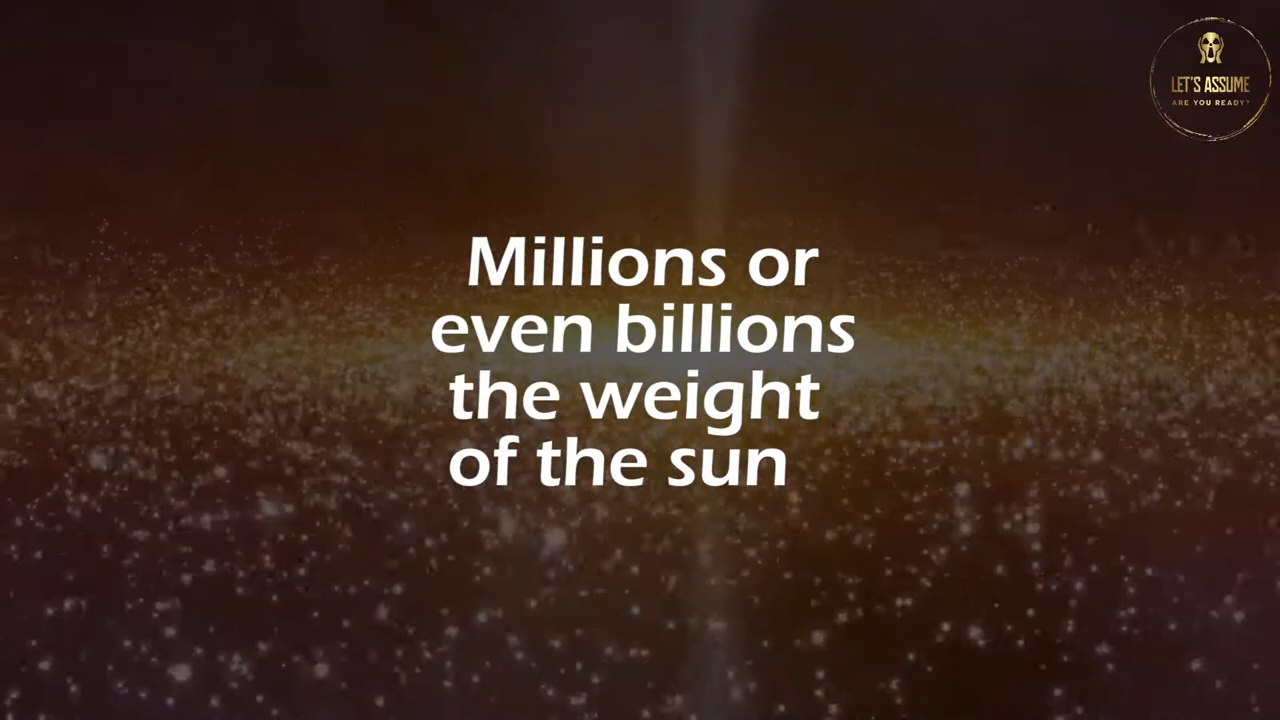 LET'S ASSUME
ARE YOU READY?
Millions or
even billions
the weight
of the sun